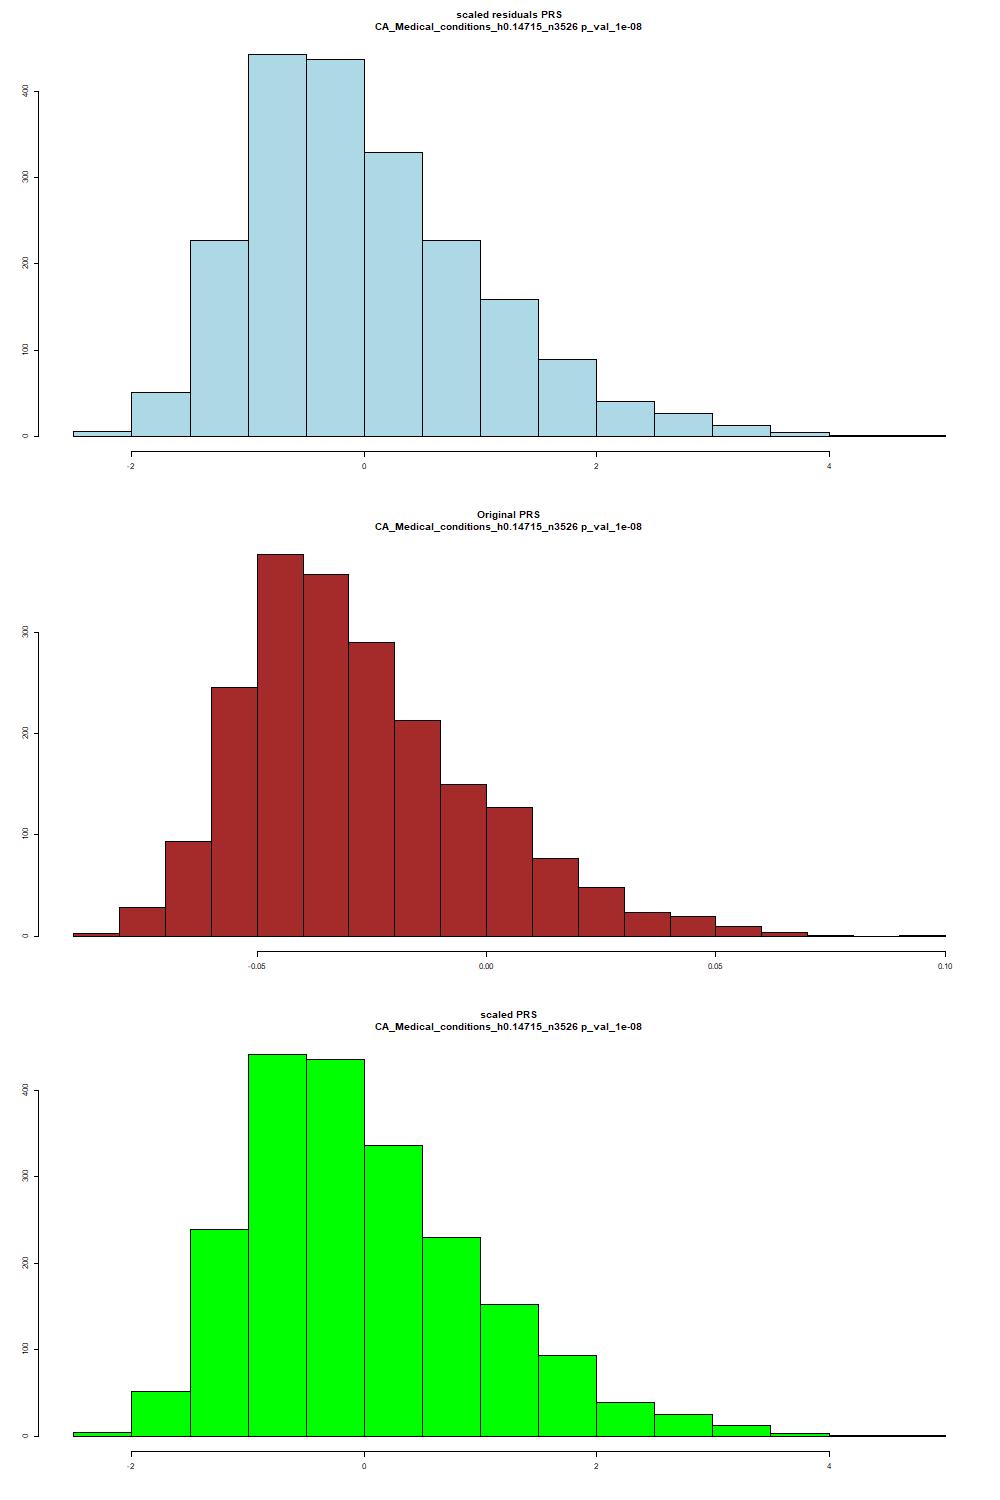 scaled residuals PRS
CA_Medical_conditions_h0.14715_n3526 p_val_1e-08
400
300
200
100
0
-2 0 2 4
Original PRS
CA_Medical_conditions_h0.14715_n3526 p_val_1e-08
300
200
100
0
-0.05 0.00 0.05 0.10
scaled PRS
CA_Medical_conditions_h0.14715_n3526 p_val_1e-08
400
300
200
100
0
-2 0 2 4